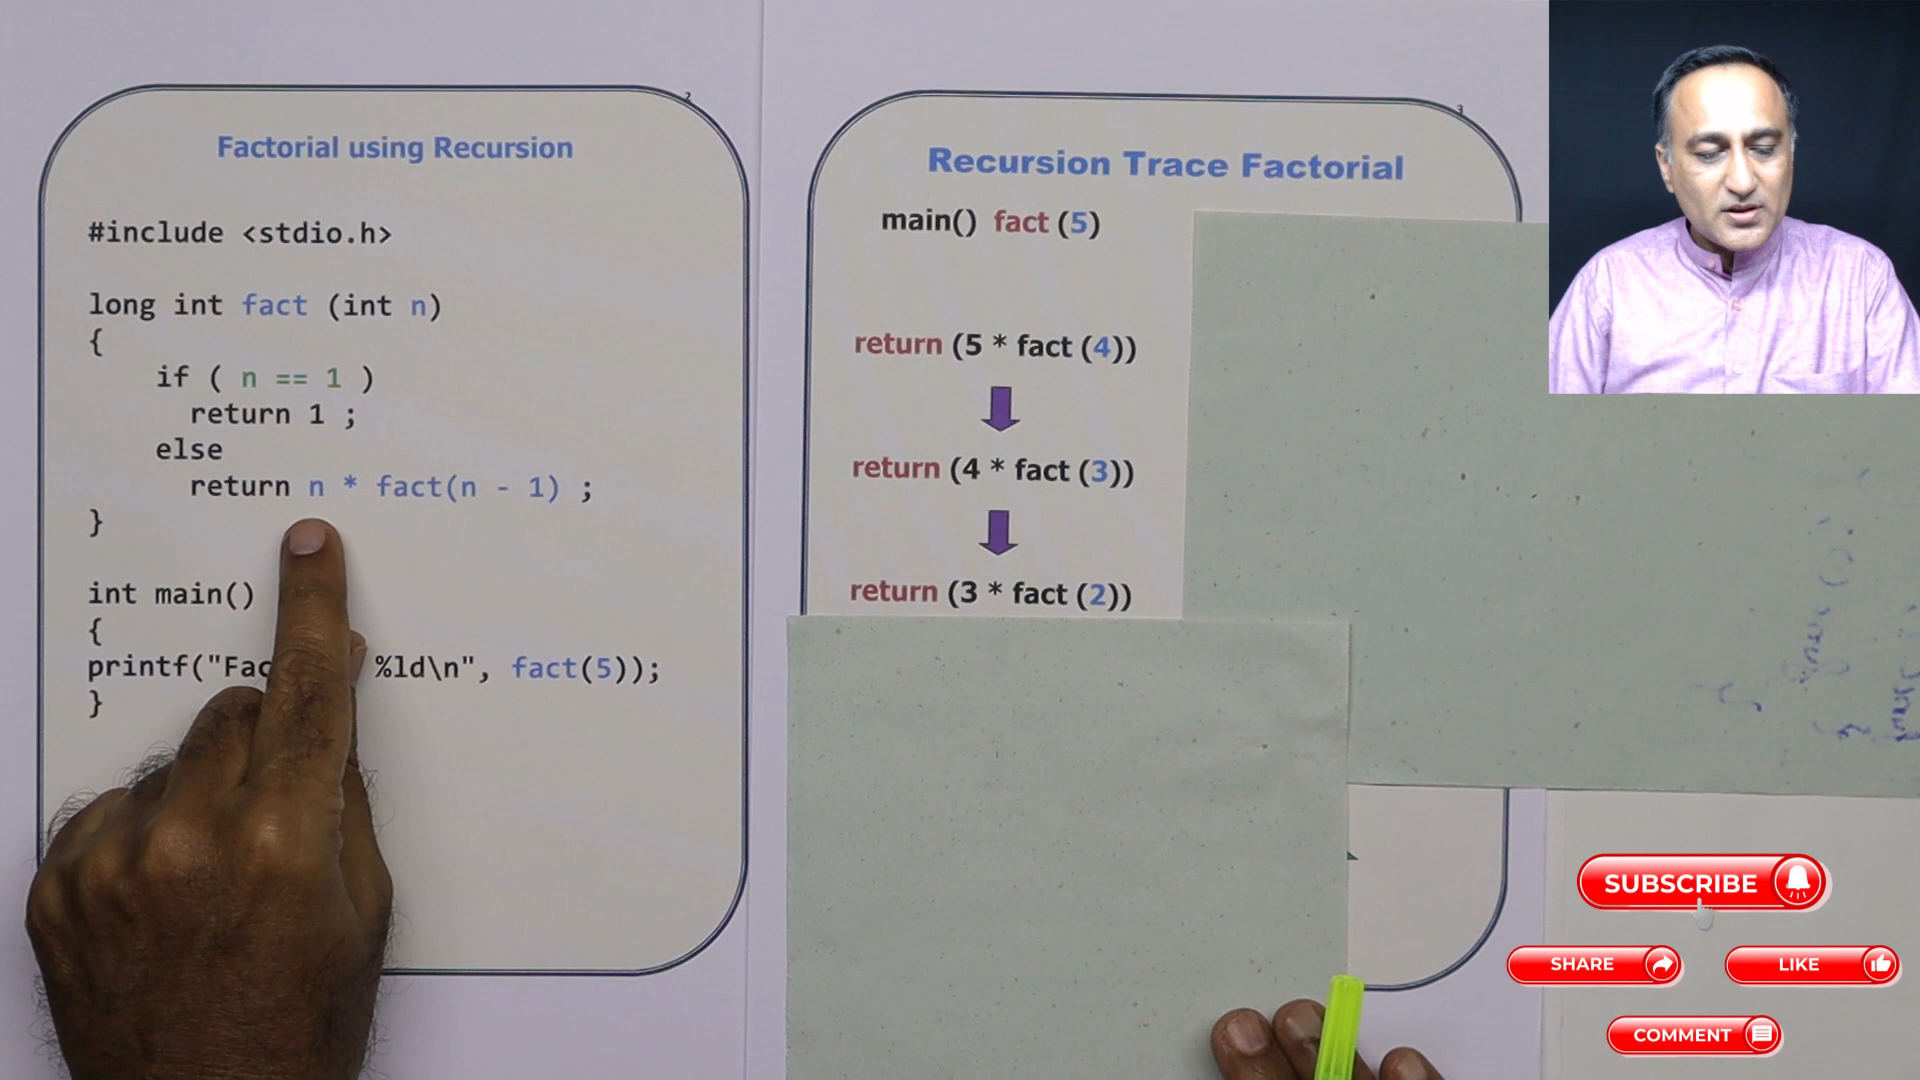 2
Factorial using Recursion
#include <stdio.h>
long int fact (int n)
{
if ( n == 1 )
return 1 ;
else
return n * fact(n - 1) ;
}
int main()
{
printf("Fac %ld\n", fact(5));
}
3
Recursion Trace Factorial
main() fact (5)
return (5 * fact (4))
return (4 * fact (3))
return (3 * fact (2))
SUBSCRIBE
SHARE
LIKE
COMMENT